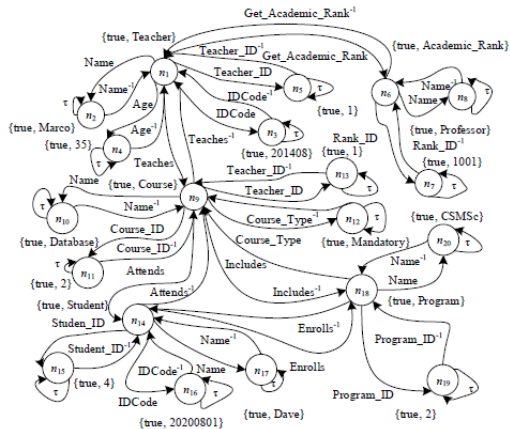 Get_Academic_Rank⁻¹
{true, Teacher}
Teacher_ID⁻¹
Get_Academic_Rank
{true, Academic_Rank}
Name
n₁
Teacher_ID
n₅
τ
n₆
Name⁻¹
n₈
τ
Name⁻¹
IDCode⁻¹
Name
τ
n₂
Age
IDCode
{true, 1}
{true, Professor}
{true, Marco}
Age⁻¹
n₃
τ
Rank_ID⁻¹
{true, 35}
n₄
Teaches⁻¹
Rank_ID
{true, 1001}
τ
Teaches
{true, 201408}
{true, 1}
n₇
τ
Name
Teacher_ID⁻¹
n₁₃
τ
{true, Course}
n₉
Teacher_ID
τ
n₁₀
Name⁻¹
Course_Type⁻¹
n₁₂
τ
{true, CSMSc}
{true, Database}
Course_ID
Course_Type
{true, Mandatory}
n₂₀
τ
τ
n₁₁
Course_ID⁻¹
Name⁻¹
{true, 2}
Attends
Includes
n₁₈
Name
{true, Student}
Attends⁻¹
Includes⁻¹
{true, Program}
Studen_ID
n₁₄
Enrolls⁻¹
Program_ID⁻¹
Student_ID⁻¹
Name⁻¹
n₁₅
IDCode⁻¹
Name
n₁₇
Enrolls
n₁₉
τ
{true, 4}
n₁₆
τ
τ
Program_ID
τ
IDCode
{true, 20200801}
{true, Dave}
{true, 2}